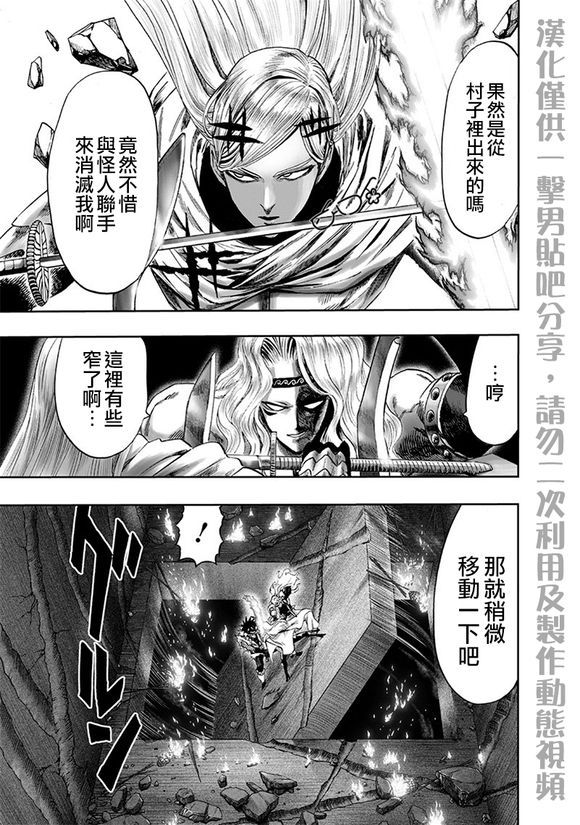 果然是從
村子裡出來的嗎
竟然不惜
與怪人聯手
來消滅我啊
…哼
這裡有些
窄了啊…
那就稍微
移動一下吧
！
グルン
漢化僅供一擊男貼吧分享，請勿二次利用及製作動態視頻